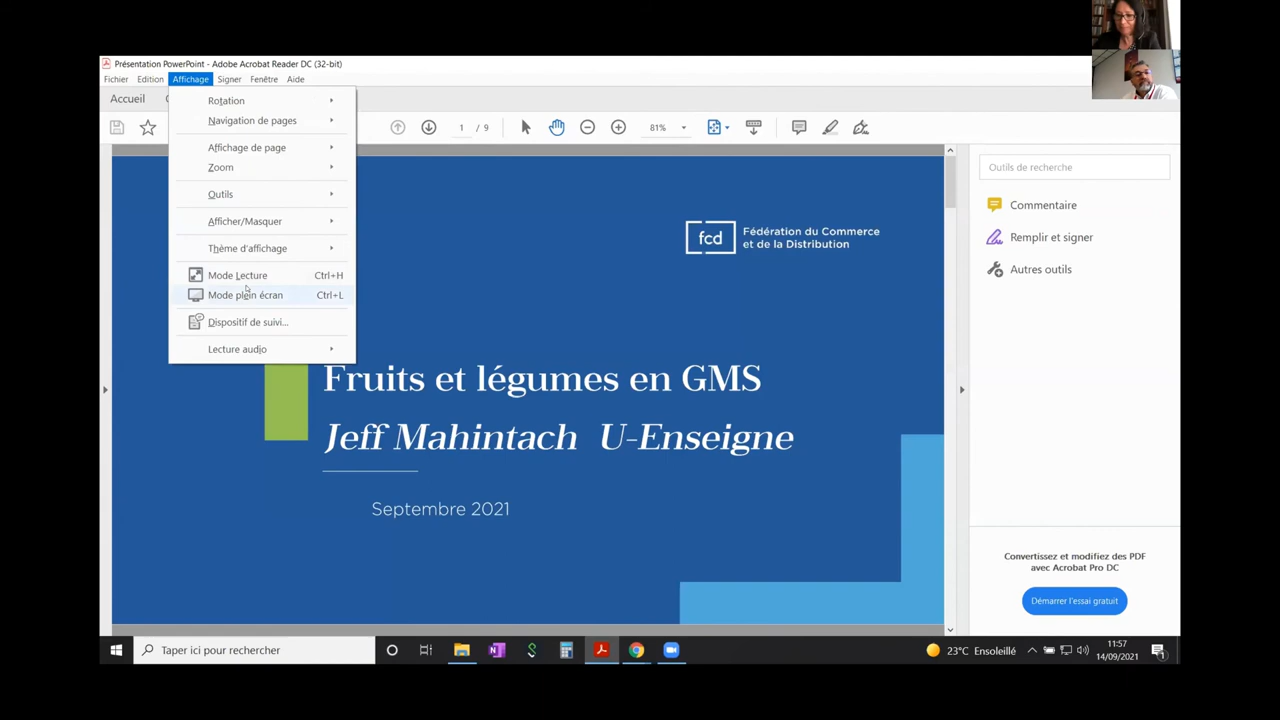 Présentation PowerPoint - Adobe Acrobat Reader DC (32-bit)
Fichier Edition Affichage Signer Fenêtre Aide
Accueil
Rotation
Navigation de pages
Affichage de page
Zoom
Outils
Afficher/Masquer
Thème d'affichage
Mode Lecture Ctrl+H
Mode plein écran Ctrl+L
Dispositif de suivi...
Lecture audio
1 / 9
81%
fcd Fédération du Commerce
et de la Distribution
Fruits et légumes en GMS
Jeff Mahintach U-Enseigne
Septembre 2021
Outils de recherche
Commentaire
Remplir et signer
Autres outils
Convertissez et modifiez des PDF
avec Acrobat Pro DC
Démarrer l'essai gratuit
Taper ici pour rechercher
23°C Ensoleillé
11:57
14/09/2021
1